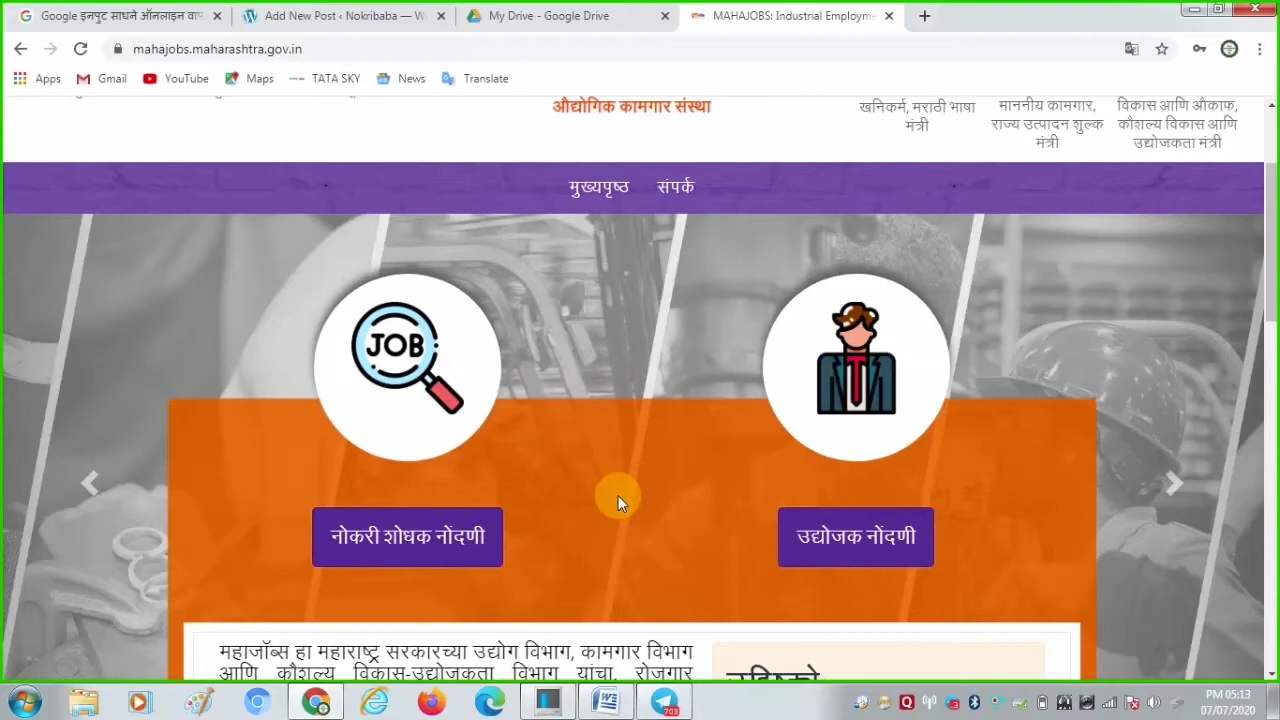 Google इनपुट साधने ऑनलाइन वाप
Add New Post ‹ Nokribaba — W
My Drive - Google Drive
MAHAJOBS: Industrial Employm
mahajobs.maharashtra.gov.in
Apps
Gmail
YouTube
Maps
TATA SKY
News
Translate
औद्योगिक कामगार संस्था
खनिकर्म, मराठी भाषा
मंत्री
माननीय कामगार,
राज्य उत्पादन शुल्क
मंत्री
विकास आणि औकाफ,
कौशल्य विकास आणि
उद्योजकता मंत्री
मुख्यपृष्ठ संपर्क
JOB
नोकरी शोधक नोंदणी
उद्योजक नोंदणी
महाजॉब्स हा महाराष्ट्र सरकारच्या उद्योग विभाग, कामगार विभाग
आणि कौशल्य विकास-उद्योजकता विभाग यांचा, रोजगार
703
PM 05:13
07/07/2020